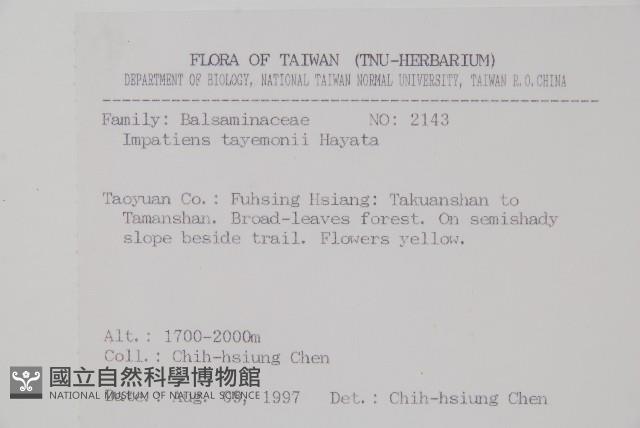 FLORA OF TAIWAN (TNU-HERBARIUM)
DEPARTMENT OF BIOLOGY, NATIONAL TAIWAN NORMAL UNIVERSITY, TAIWAN R.O.CHINA
Family: Balsaminaceae NO: 2143
Impatiens tayemonii Hayata
Taoyuan Co.: Fuhsing Hsiang: Takuanshan to
Tamanshan. Broad-leaves forest. On semishady
slope beside trail. Flowers yellow.
Alt.: 1700-2000m
Coll.: Chih-hsiung Chen
國立自然科學博物館
NATIONAL MUSEUM OF NATURAL SCIENCE
Date.: Aug. 09, 1997 Det.: Chih-hsiung Chen